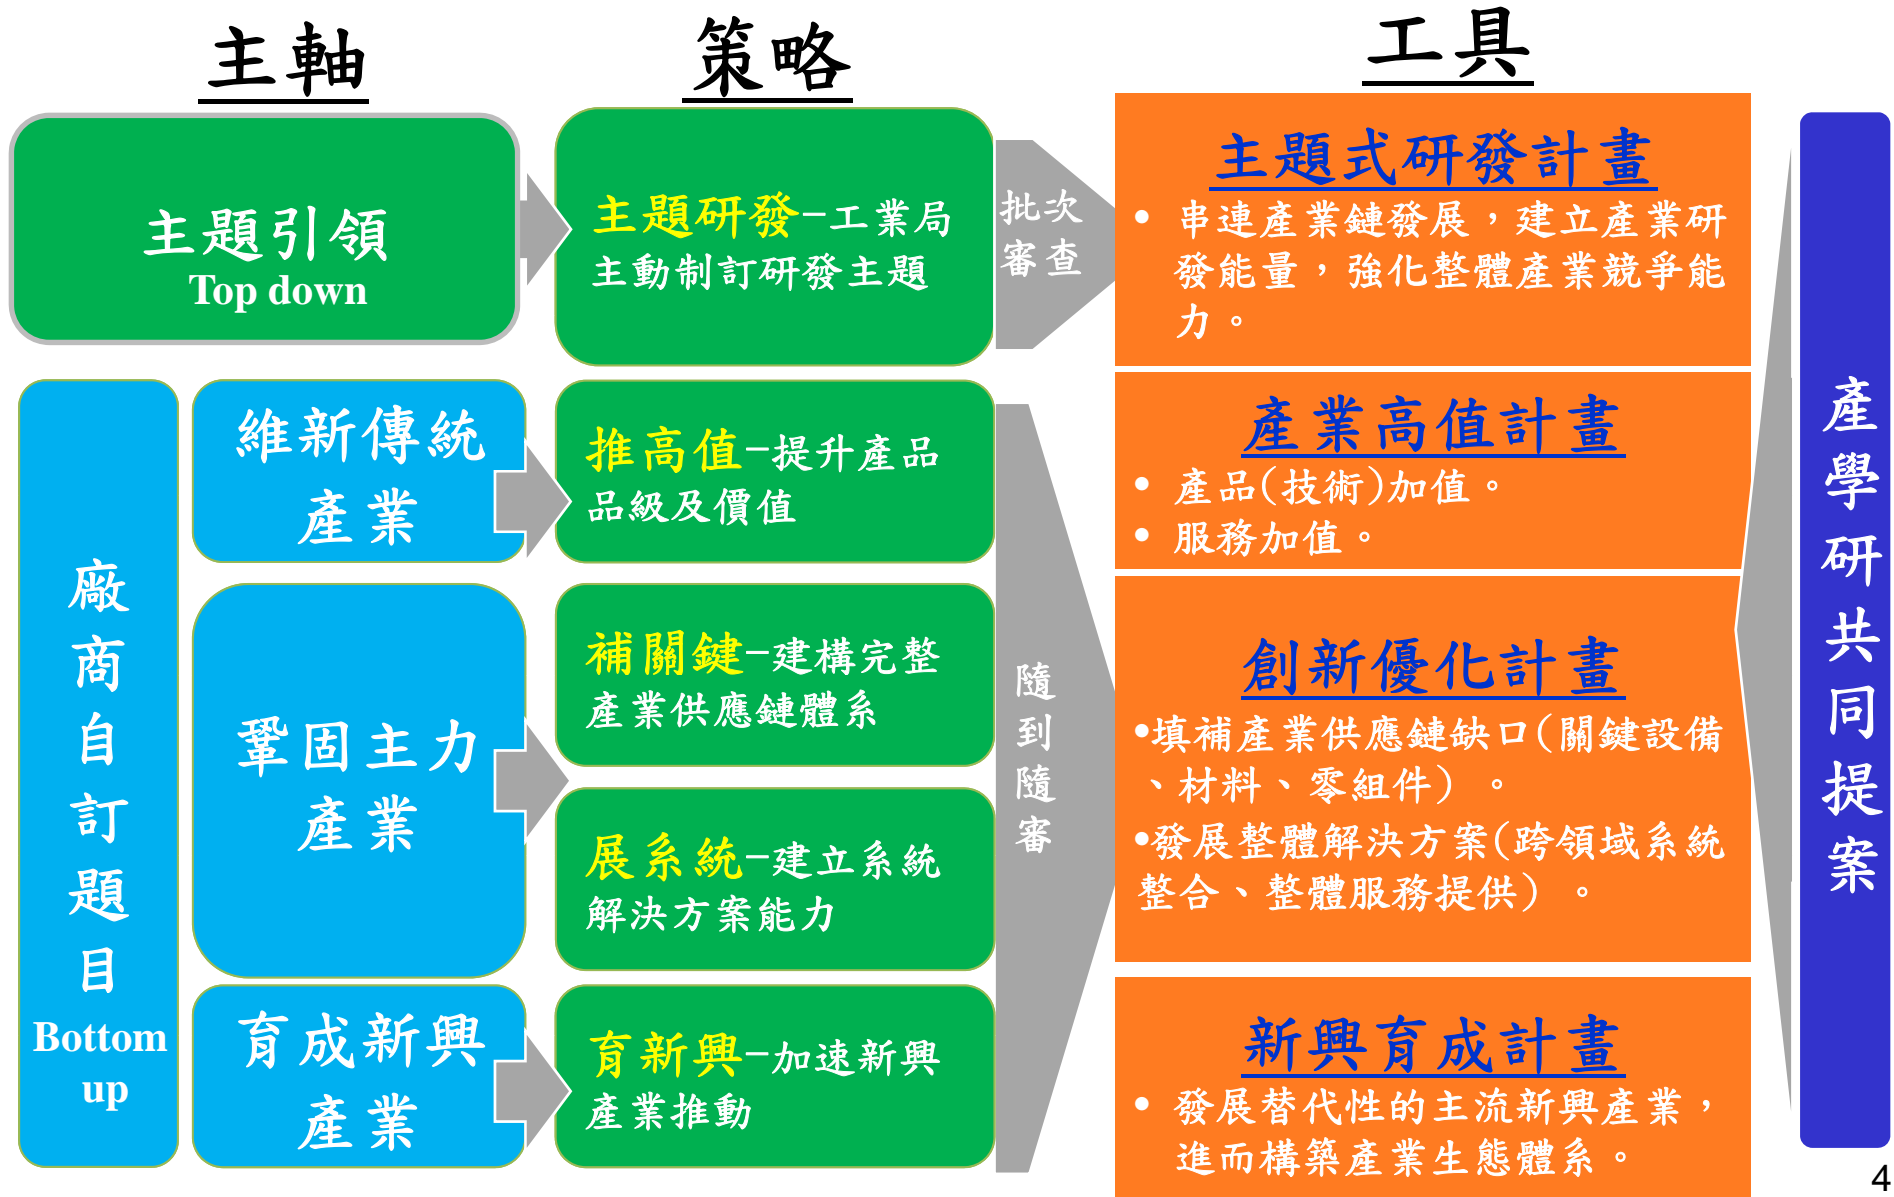 主軸
策略
工具
主題引領
Top down
主題研發–工業局
主動制訂研發主題
批次
審查
主題式研發計畫
• 串連產業鏈發展，建立產業研
發能量，強化整體產業競爭能
力。
廠
商
自
訂
題
目
Bottom
up
維新傳統
產業
推高值–提升產品
品級及價值
產業高值計畫
• 產品(技術)加值。
• 服務加值。
鞏固主力
產業
補關鍵–建構完整
產業供應鏈體系
展系統–建立系統
解決方案能力
隨
到
隨
審
創新優化計畫
•填補產業供應鏈缺口(關鍵設備
、材料、零組件) 。
•發展整體解決方案(跨領域系統
整合、整體服務提供) 。
育成新興
產業
育新興–加速新興
產業推動
新興育成計畫
• 發展替代性的主流新興產業，
進而構築產業生態體系。
產
學
研
共
同
提
案
4